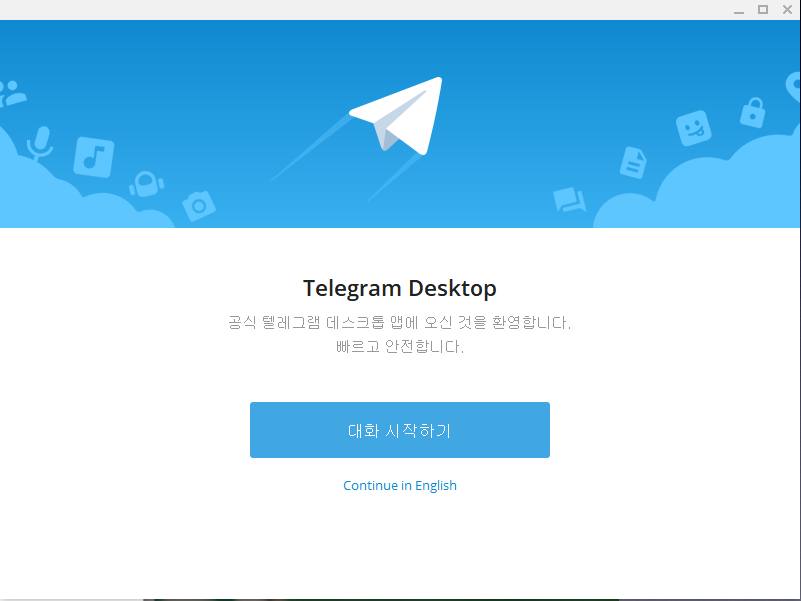 Telegram Desktop
공식 텔레그램 데스크톱 앱에 오신 것을 환영합니다.
빠르고 안전합니다.
대화 시작하기
Continue in English